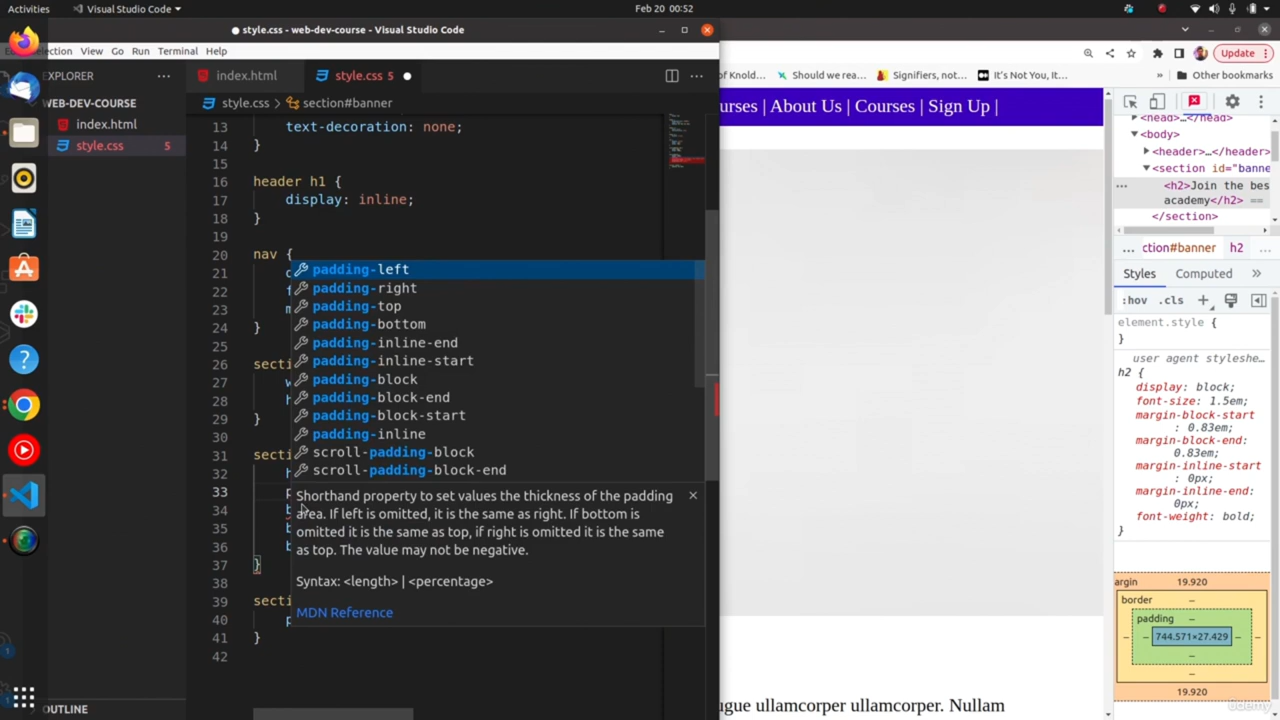 Activities
Visual Studio Code
Feb 20 00:52
style.css - web-dev-course - Visual Studio Code
Selection View Go Run Terminal Help
EXPLORER
index.html
style.css 5
WEB-DEV-COURSE
index.html
style.css 5
style.css > section#banner
13 text-decoration: none;
14 }
15
16 header h1 {
17 display: inline;
18 }
19
20 nav {
21
22
23
24 }
25
26
27
28
29 }
30
31
32
33
34
35
36
37 }
38
39
40
41 }
42
padding-left
padding-right
padding-top
padding-bottom
padding-inline-end
padding-inline-start
padding-block
padding-block-end
padding-block-start
padding-inline
scroll-padding-block
scroll-padding-block-end
Shorthand property to set values the thickness of the padding
area. If left is omitted, it is the same as right. If bottom is
omitted it is the same as top, if right is omitted it is the same
as top. The value may not be negative.
Syntax: <length> | <percentage>
MDN Reference
OUTLINE
Update
of Knold...
Should we rea...
Signifiers, not...
It's Not You, It...
»
Other bookmarks
urses | About Us | Courses | Sign Up |
gue ullamcorper ullamcorper. Nullam
<head>…</head>
<body>
<header>…</header>
<section id="banne
<h2>Join the bes
academy</h2> ==
</section>
... ction#banner h2 ...
Styles Computed »
:hov .cls +
element.style {
}
user agent styleshe…
h2 {
display: block;
font-size: 1.5em;
margin-block-start
: 0.83em;
margin-block-end:
0.83em;
margin-inline-start
: 0px;
margin-inline-end:
0px;
font-weight: bold;
}
argin 19.920
border –
padding –
– – 744.571×27.429 – –
–
–
19.920
udemy